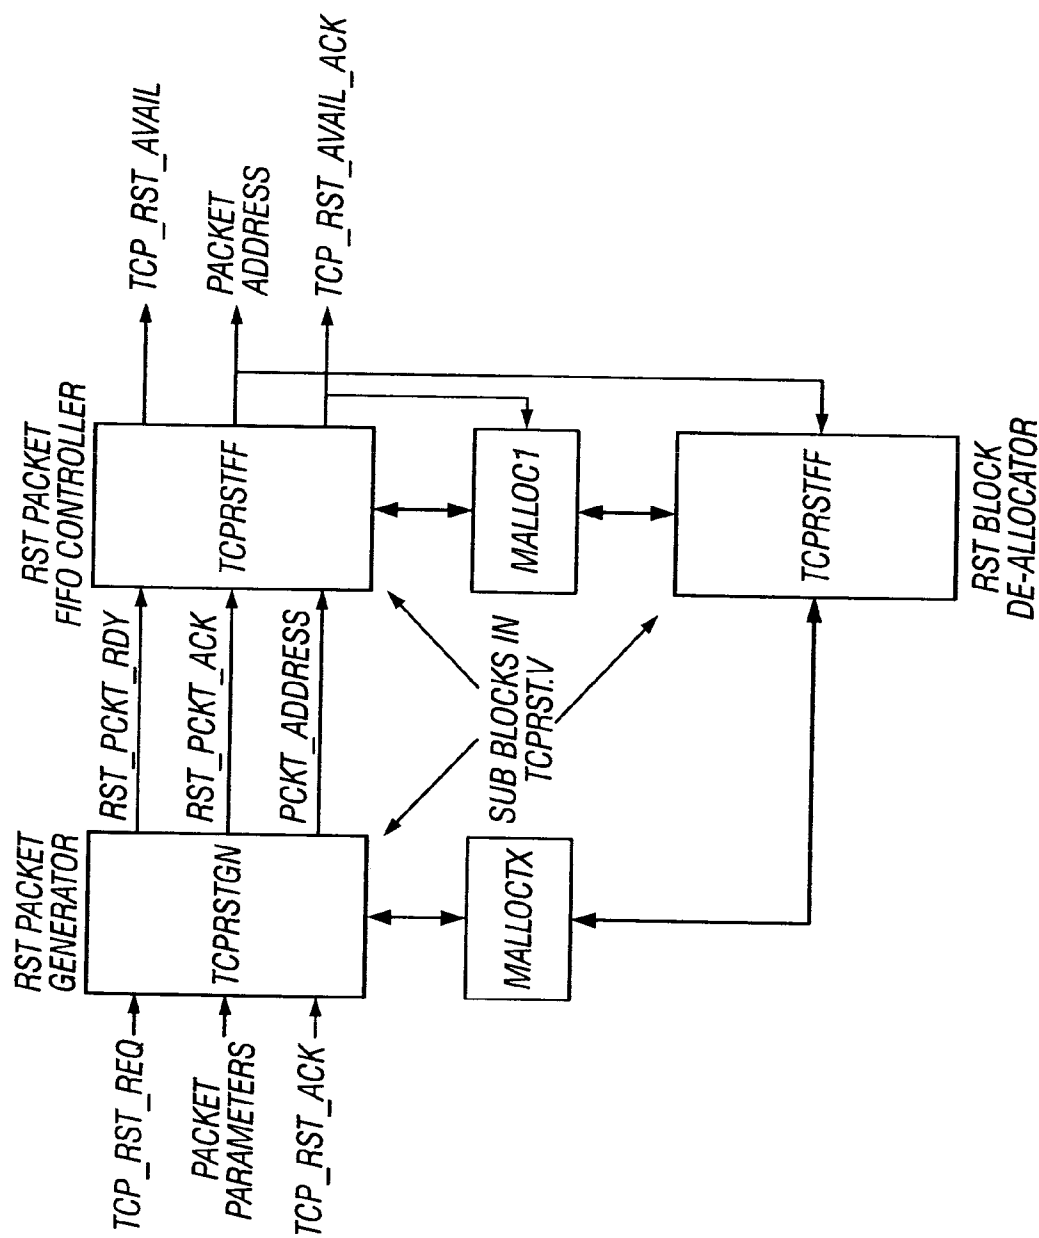 RST PACKET
GENERATOR
RST PACKET
FIFO CONTROLLER
TCP_RST_REQ
PACKET
PARAMETERS
TCP_RST_ACK
TCPRSTGN
RST_PCKT_RDY
RST_PCKT_ACK
PCKT_ADDRESS
TCPRSTFF
TCP_RST_AVAIL
PACKET
ADDRESS
TCP_RST_AVAIL_ACK
MALLOCTX
SUB BLOCKS IN
TCPRST.V
MALLOC1
TCPRSTFF
RST BLOCK
DE-ALLOCATOR